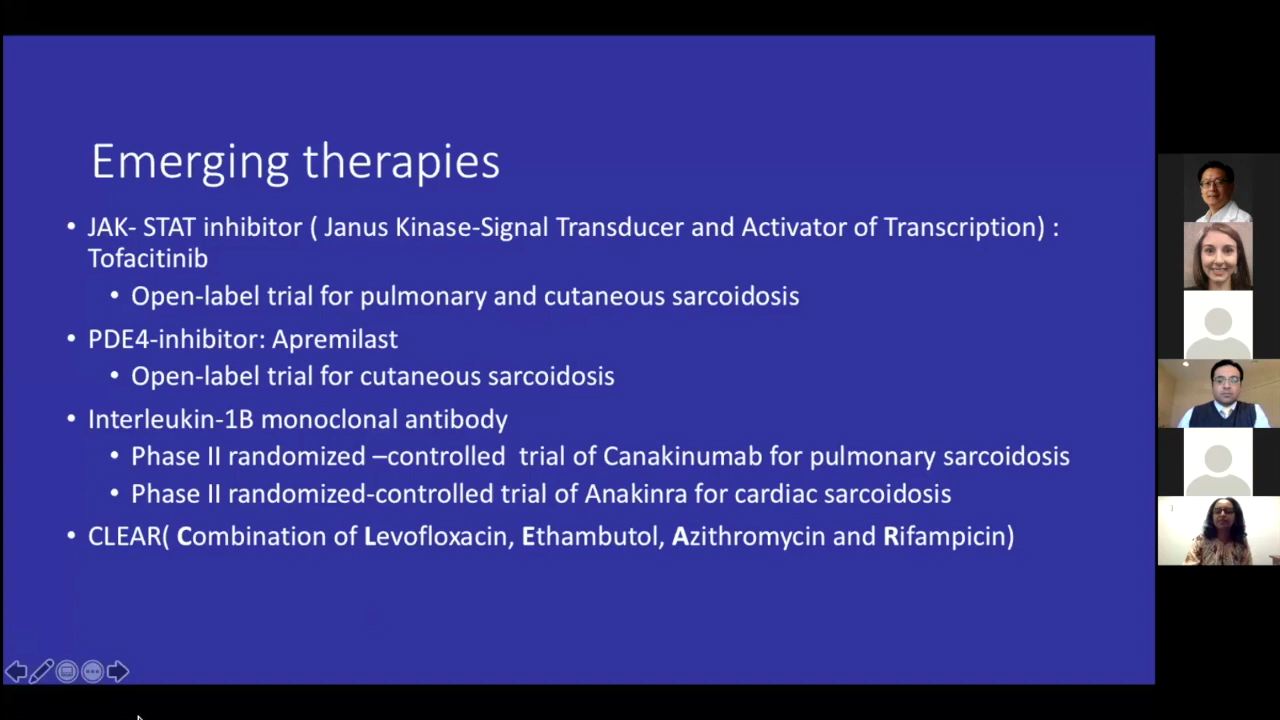 Emerging therapies
• JAK- STAT inhibitor ( Janus Kinase-Signal Transducer and Activator of Transcription) :
Tofacitinib
• Open-label trial for pulmonary and cutaneous sarcoidosis
• PDE4-inhibitor: Apremilast
• Open-label trial for cutaneous sarcoidosis
• Interleukin-1B monoclonal antibody
• Phase II randomized –controlled  trial of Canakinumab for pulmonary sarcoidosis
• Phase II randomized-controlled trial of Anakinra for cardiac sarcoidosis
• CLEAR( Combination of Levofloxacin, Ethambutol, Azithromycin and Rifampicin)